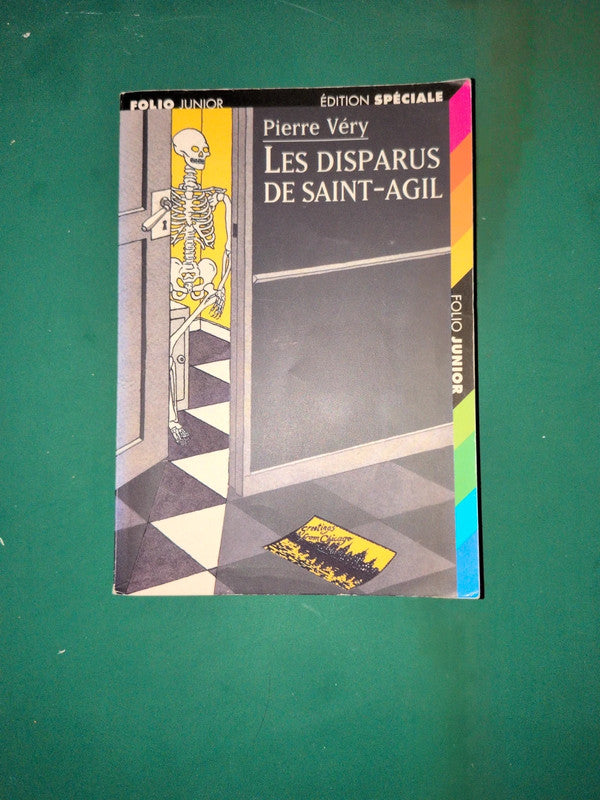 FOLIO JUNIOR
ÉDITION SPÉCIALE
Pierre Véry
LES DISPARUS
DE SAINT-AGIL
FOLIO JUNIOR
Greetings
from Chicago